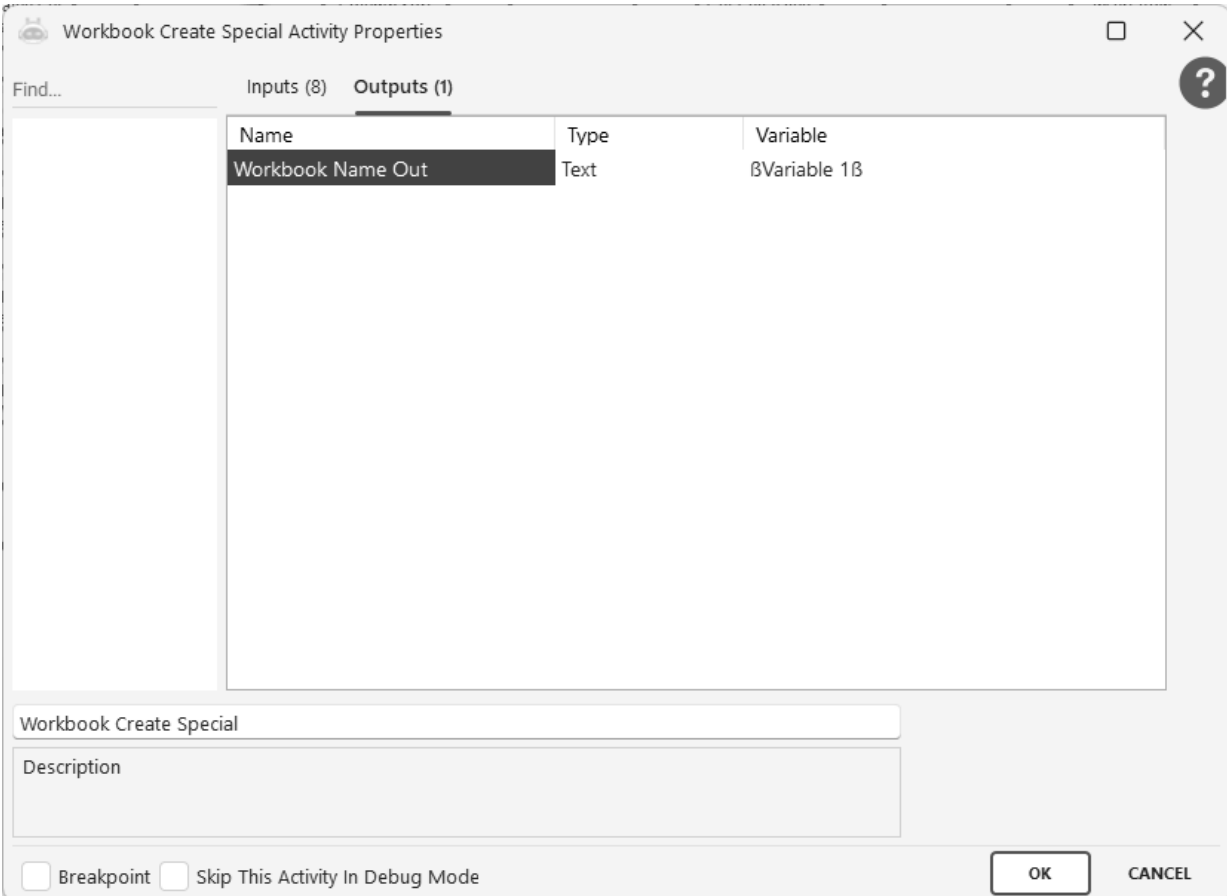 Workbook Create Special Activity Properties
Find...
Inputs (8) Outputs (1)
?
Name Type Variable
Workbook Name Out Text ßVariable 1ß
Workbook Create Special
Description
Breakpoint Skip This Activity In Debug Mode
OK CANCEL